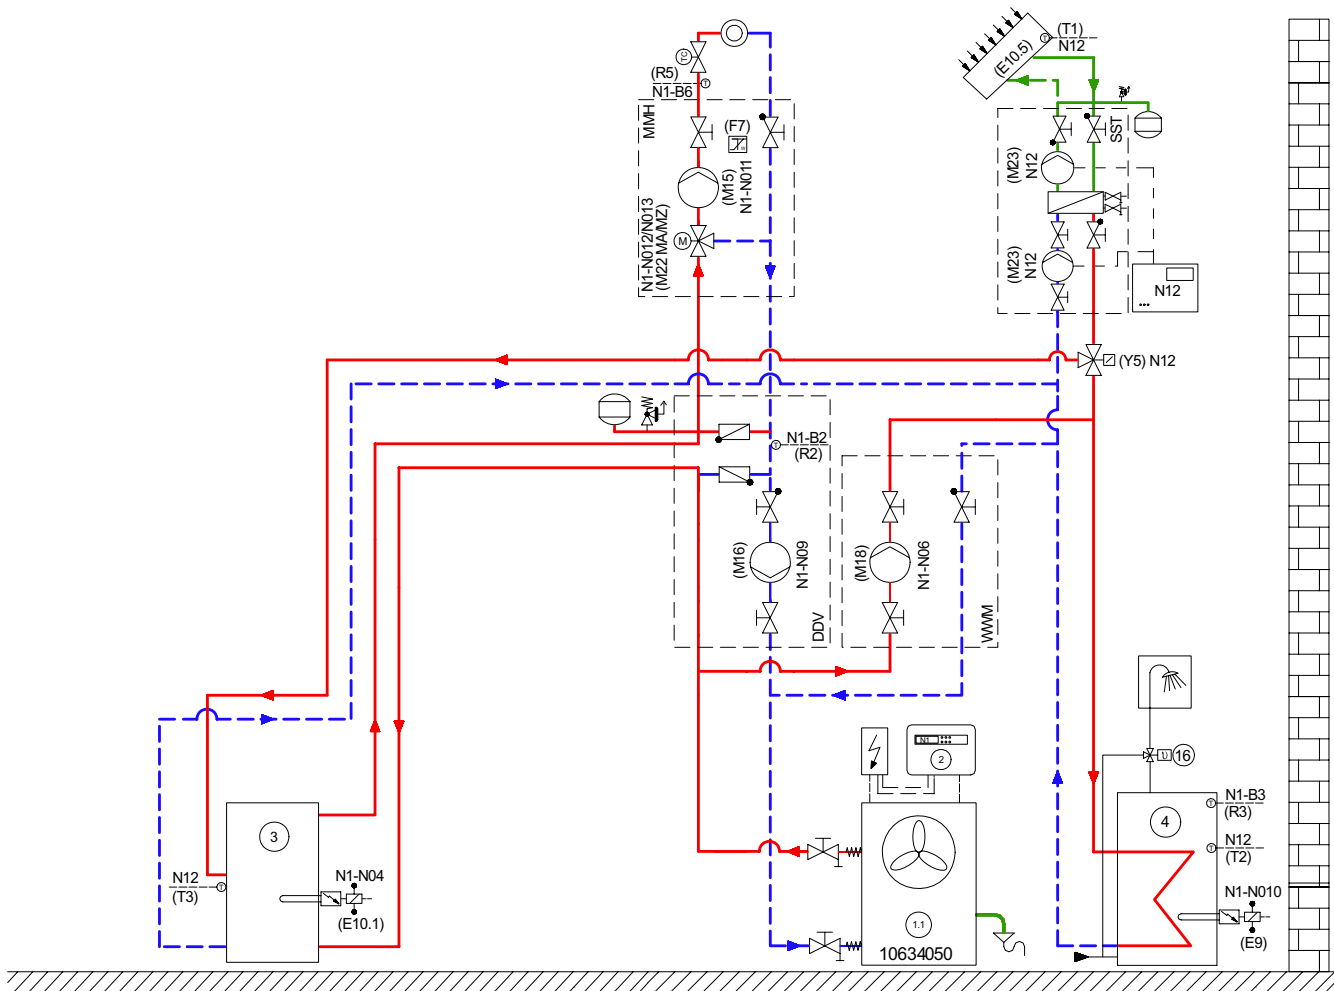 TC
(R5)
N1-B6
MMH
(F7)
(M15)
N1-N011
M
N1-N012/N013
(M22 MA/MZ)
(T1)
N12
(E10.5)
SST
(M23)
N12
(M23)
N12
N12
(Y5) N12
N1-B2
(R2)
(M16)
N1-N09
DDV
(M18)
N1-N06
WWM
N1
2
16
3
N12
(T3)
N1-N04
(E10.1)
1.1
10634050
4
N1-B3
(R3)
N12
(T2)
N1-N010
(E9)